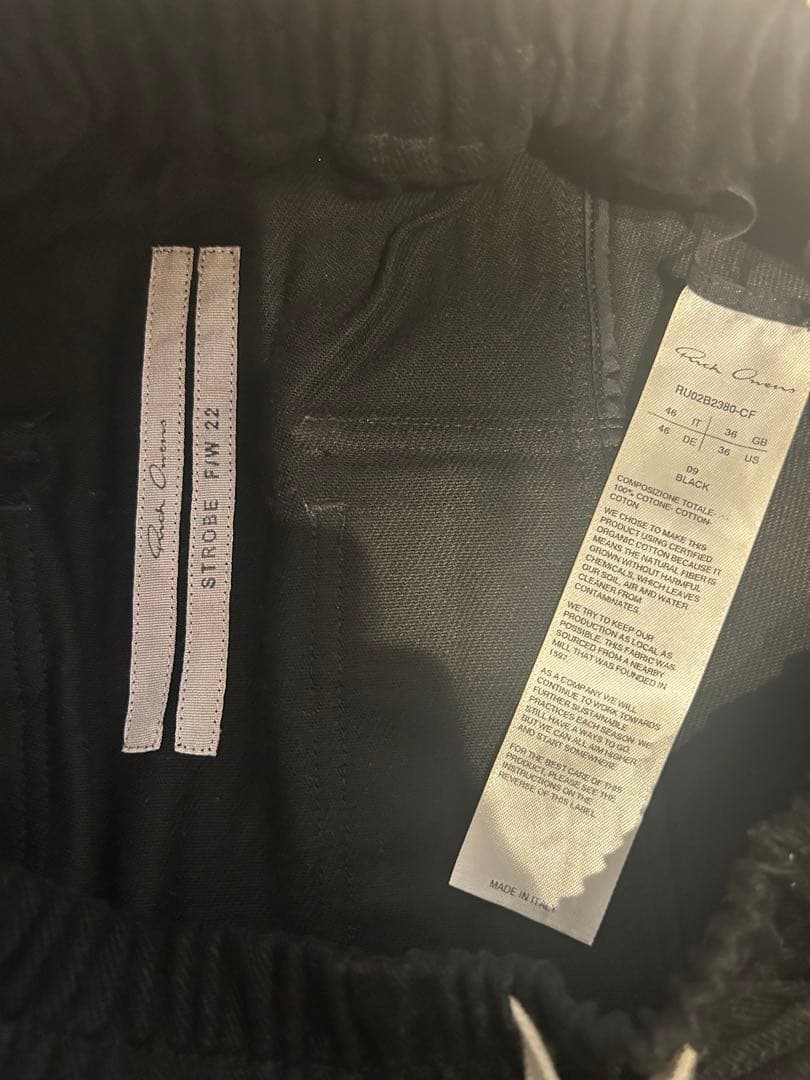 Rick Owens
STROBE F/W 22
Rick Owens
RU02B2380-CF
46 IT 36 GB
46 DE 36 US
09
BLACK
COMPOSIZIONE TOTALE-
100% COTONE- COTTON-
COTON
WE CHOSE TO MAKE THIS
PRODUCT USING CERTIFIED
ORGANIC COTTON BECAUSE IT
MEANS THE NATURAL FIBER IS
GROWN WITHOUT HARMFUL
CHEMICALS, WHICH LEAVES
OUR SOIL, AIR AND WATER
CLEANER FROM
CONTAMINATES.
WE TRY TO KEEP OUR
PRODUCTION AS LOCAL AS
POSSIBLE. THIS FABRIC WAS
SOURCED FROM A NEARBY
MILL THAT WAS FOUNDED IN
AS A COMPANY WE WILL
CONTINUE TO WORK TOWARDS
FURTHER SUSTAINABLE
PRACTICES EACH SEASON. WE
STILL HAVE A WAYS TO GO.
BUT WE CAN ALL AIM HIGHER
AND START SOMEWHERE.
FOR THE BEST CARE OF THIS
PRODUCT, PLEASE SEE THE
INSTRUCTIONS ON THE
REVERSE OF THIS LABEL
MADE IN ITALY